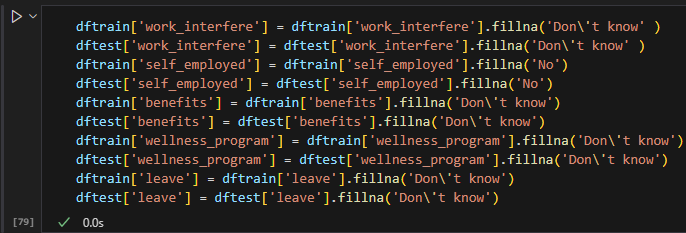 dftrain['work_interfere'] = dftrain['work_interfere'].fillna('Don\'t know' )
dftest['work_interfere'] = dftest['work_interfere'].fillna('Don\'t know' )
dftrain['self_employed'] = dftrain['self_employed'].fillna('No')
dftest['self_employed'] = dftest['self_employed'].fillna('No')
dftrain['benefits'] = dftrain['benefits'].fillna('Don\'t know')
dftest['benefits'] = dftest['benefits'].fillna('Don\'t know')
dftrain['wellness_program'] = dftrain['wellness_program'].fillna('Don\'t know')
dftest['wellness_program'] = dftest['wellness_program'].fillna('Don\'t know')
dftrain['leave'] = dftrain['leave'].fillna('Don\'t know')
dftest['leave'] = dftest['leave'].fillna('Don\'t know')
[79] ✓ 0.0s